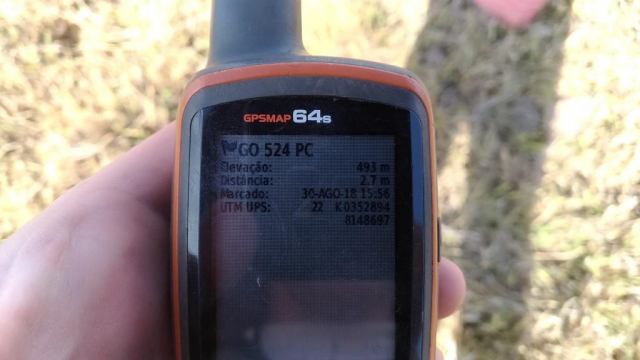 GPSMAP 64s
GO 524 PC
Elevação: 493 m
Distância: 2.7 m
Marcado: 30-AGO-18 15:56
UTM UPS: 22 K 0352894
8148697